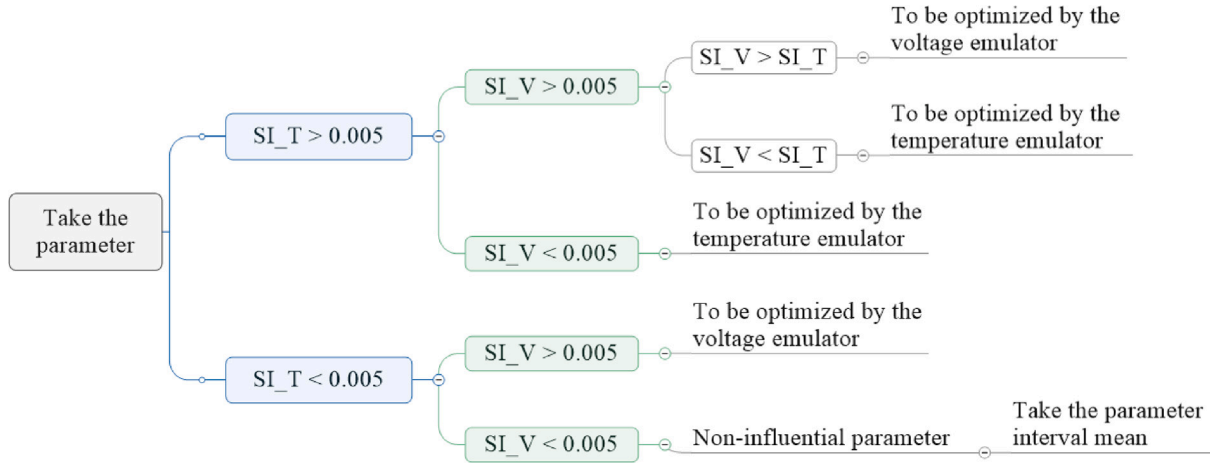 Take the
parameter
SI_T > 0.005
SI_V > 0.005
SI_V > SI_T
To be optimized by the
voltage emulator
SI_V < SI_T
To be optimized by the
temperature emulator
SI_V < 0.005
To be optimized by the
temperature emulator
SI_T < 0.005
SI_V > 0.005
To be optimized by the
voltage emulator
SI_V < 0.005
Non-influential parameter
Take the parameter
interval mean